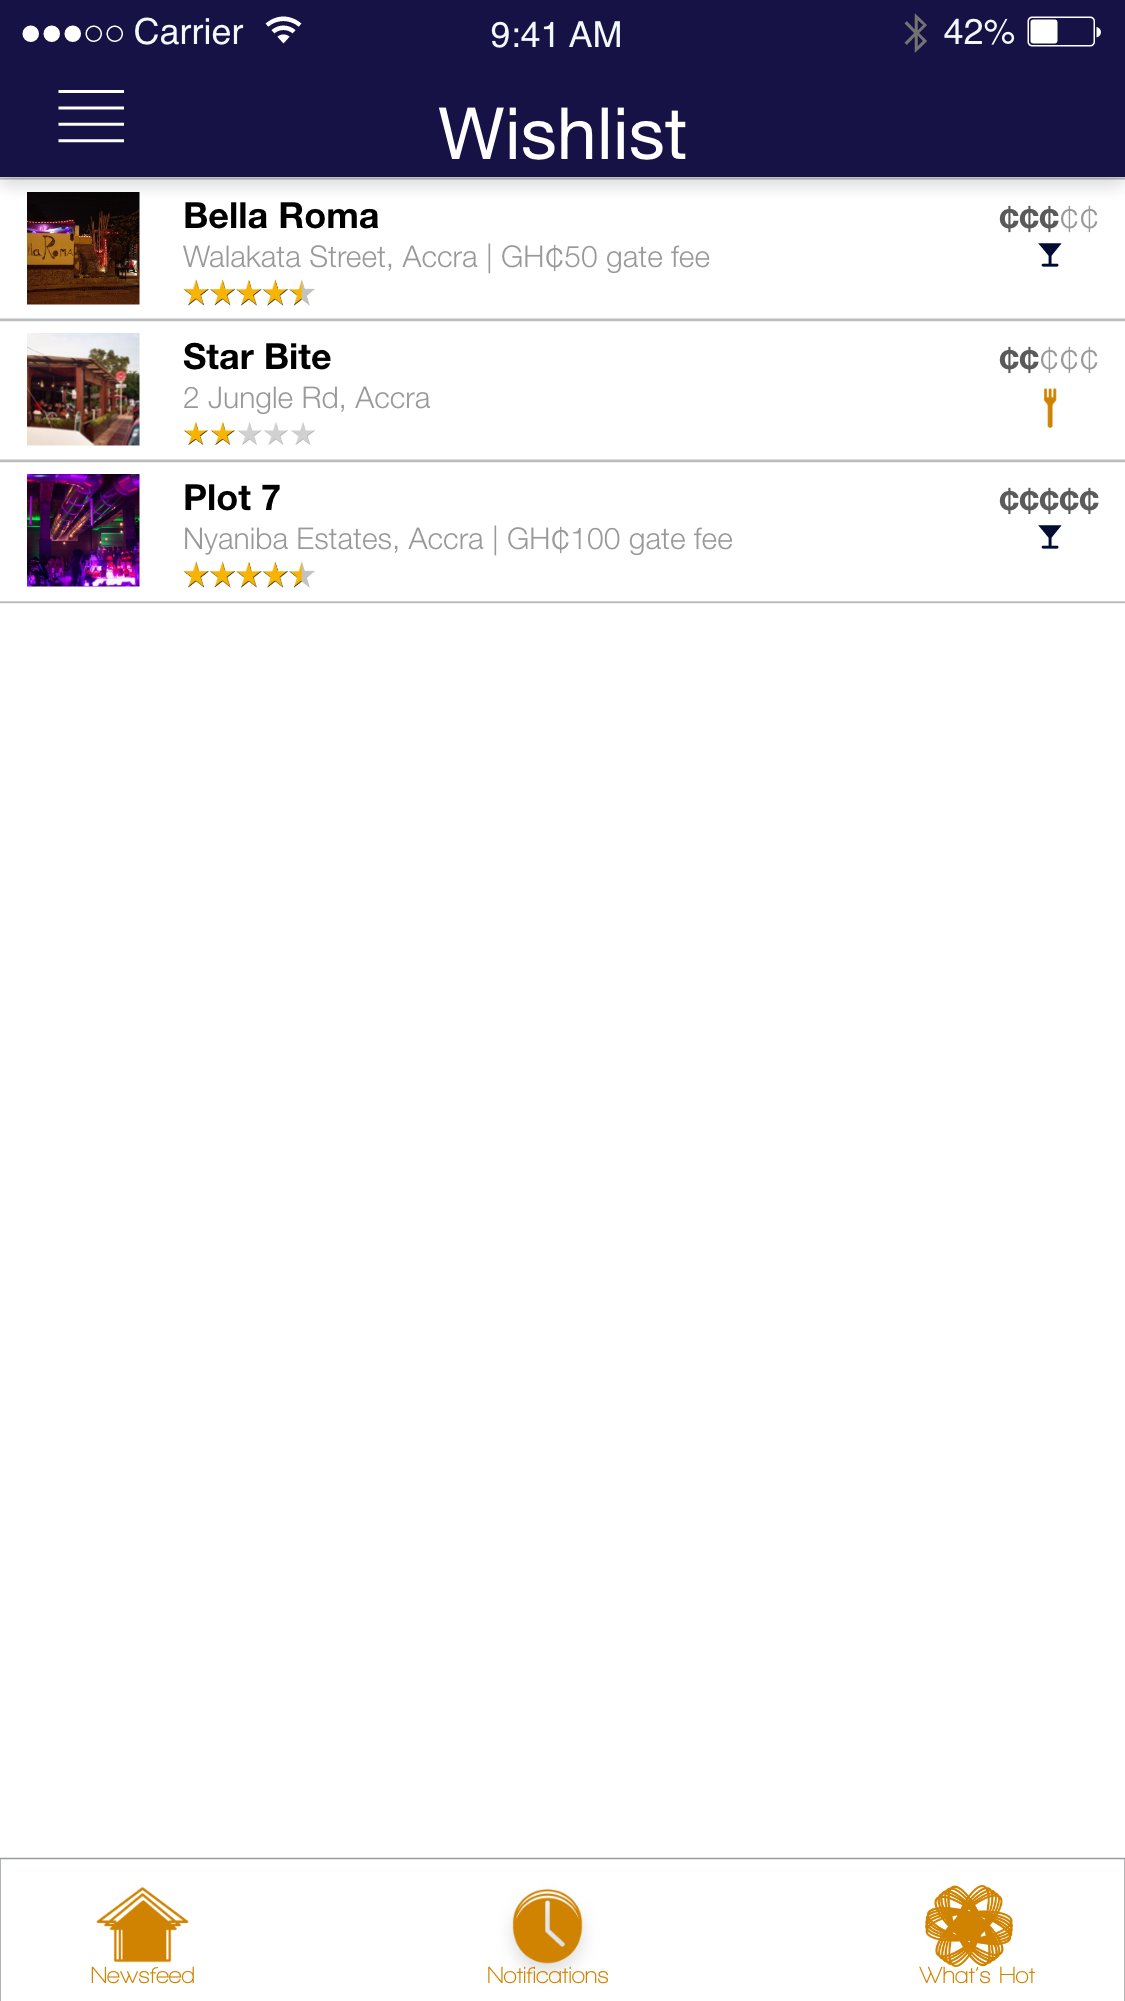 Carrier 9:41 AM 42%
Wishlist
Bella Roma ¢¢¢¢¢
Walakata Street, Accra | GH₵50 gate fee
Star Bite ¢¢¢¢¢
2 Jungle Rd, Accra
Plot 7 ¢¢¢¢¢
Nyaniba Estates, Accra | GH₵100 gate fee
Newsfeed Notifications What's Hot